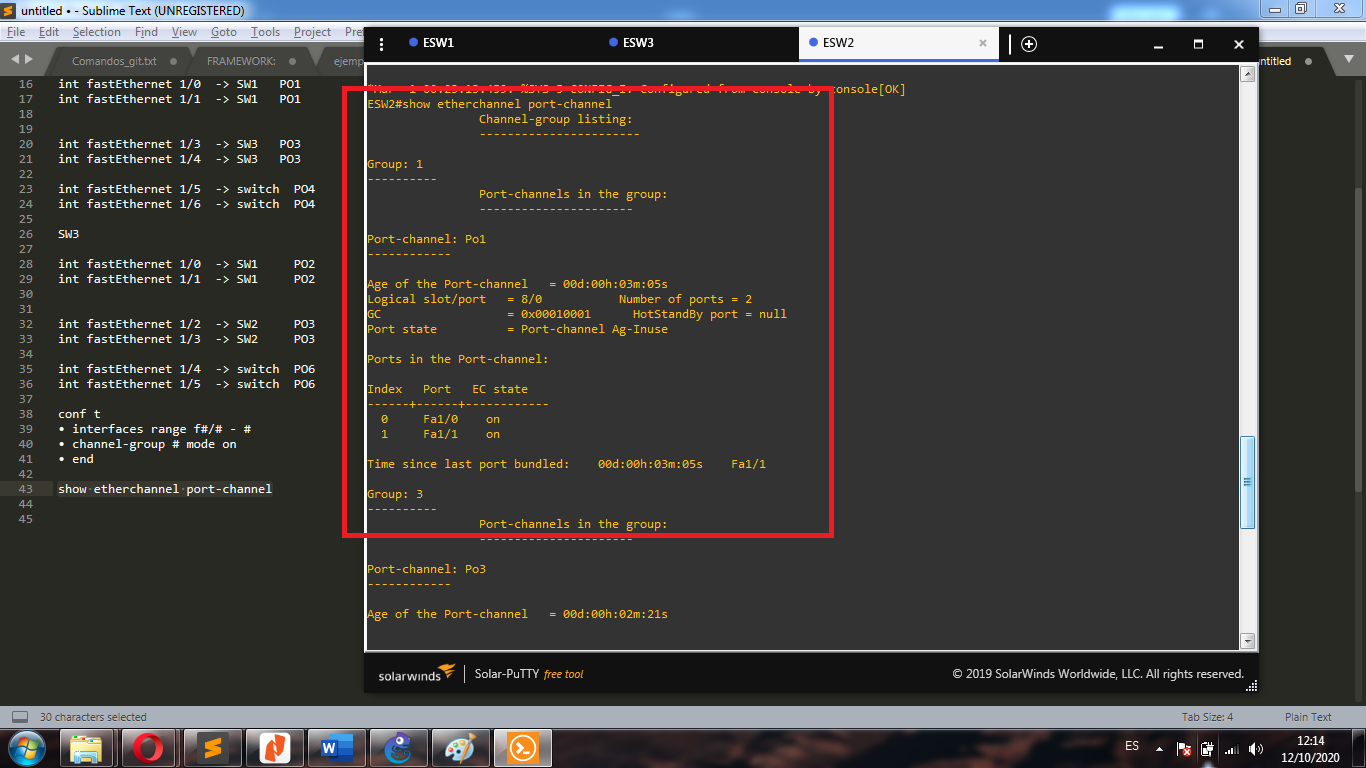 untitled • - Sublime Text (UNREGISTERED)
File Edit Selection Find View Goto Tools Project
Comandos_git.txt
FRAMEWORK:
ntitled
16 int fastEthernet 1/0 -> SW1 PO1
17 int fastEthernet 1/1 -> SW1 PO1
18
19
20 int fastEthernet 1/3 -> SW3 PO3
21 int fastEthernet 1/4 -> SW3 PO3
22
23 int fastEthernet 1/5 -> switch PO4
24 int fastEthernet 1/6 -> switch PO4
25
26 SW3
27
28 int fastEthernet 1/0 -> SW1 PO2
29 int fastEthernet 1/1 -> SW1 PO2
30
31
32 int fastEthernet 1/2 -> SW2 PO3
33 int fastEthernet 1/3 -> SW2 PO3
34
35 int fastEthernet 1/4 -> switch PO6
36 int fastEthernet 1/5 -> switch PO6
37
38 conf t
39 • interfaces range f#/# - #
40 • channel-group # mode on
41 • end
42
43 show etherchannel port-channel
44
45
ESW1
ESW3
ESW2
console[OK]
ESW2#show etherchannel port-channel
Channel-group listing:
-----------------------
Group: 1
----------
Port-channels in the group:
----------------------
Port-channel: Po1
------------
Age of the Port-channel = 00d:00h:03m:05s
Logical slot/port = 8/0 Number of ports = 2
GC = 0x00010001 HotStandBy port = null
Port state = Port-channel Ag-Inuse
Ports in the Port-channel:
Index Port EC state
------+------+------------
0 Fa1/0 on
1 Fa1/1 on
Time since last port bundled: 00d:00h:03m:05s Fa1/1
Group: 3
----------
Port-channels in the group:
----------------------
Port-channel: Po3
------------
Age of the Port-channel = 00d:00h:02m:21s
solarwinds
Solar-PuTTY free tool
© 2019 SolarWinds Worldwide, LLC. All rights reserved.
30 characters selected
Tab Size: 4
Plain Text
ES
12:14
12/10/2020